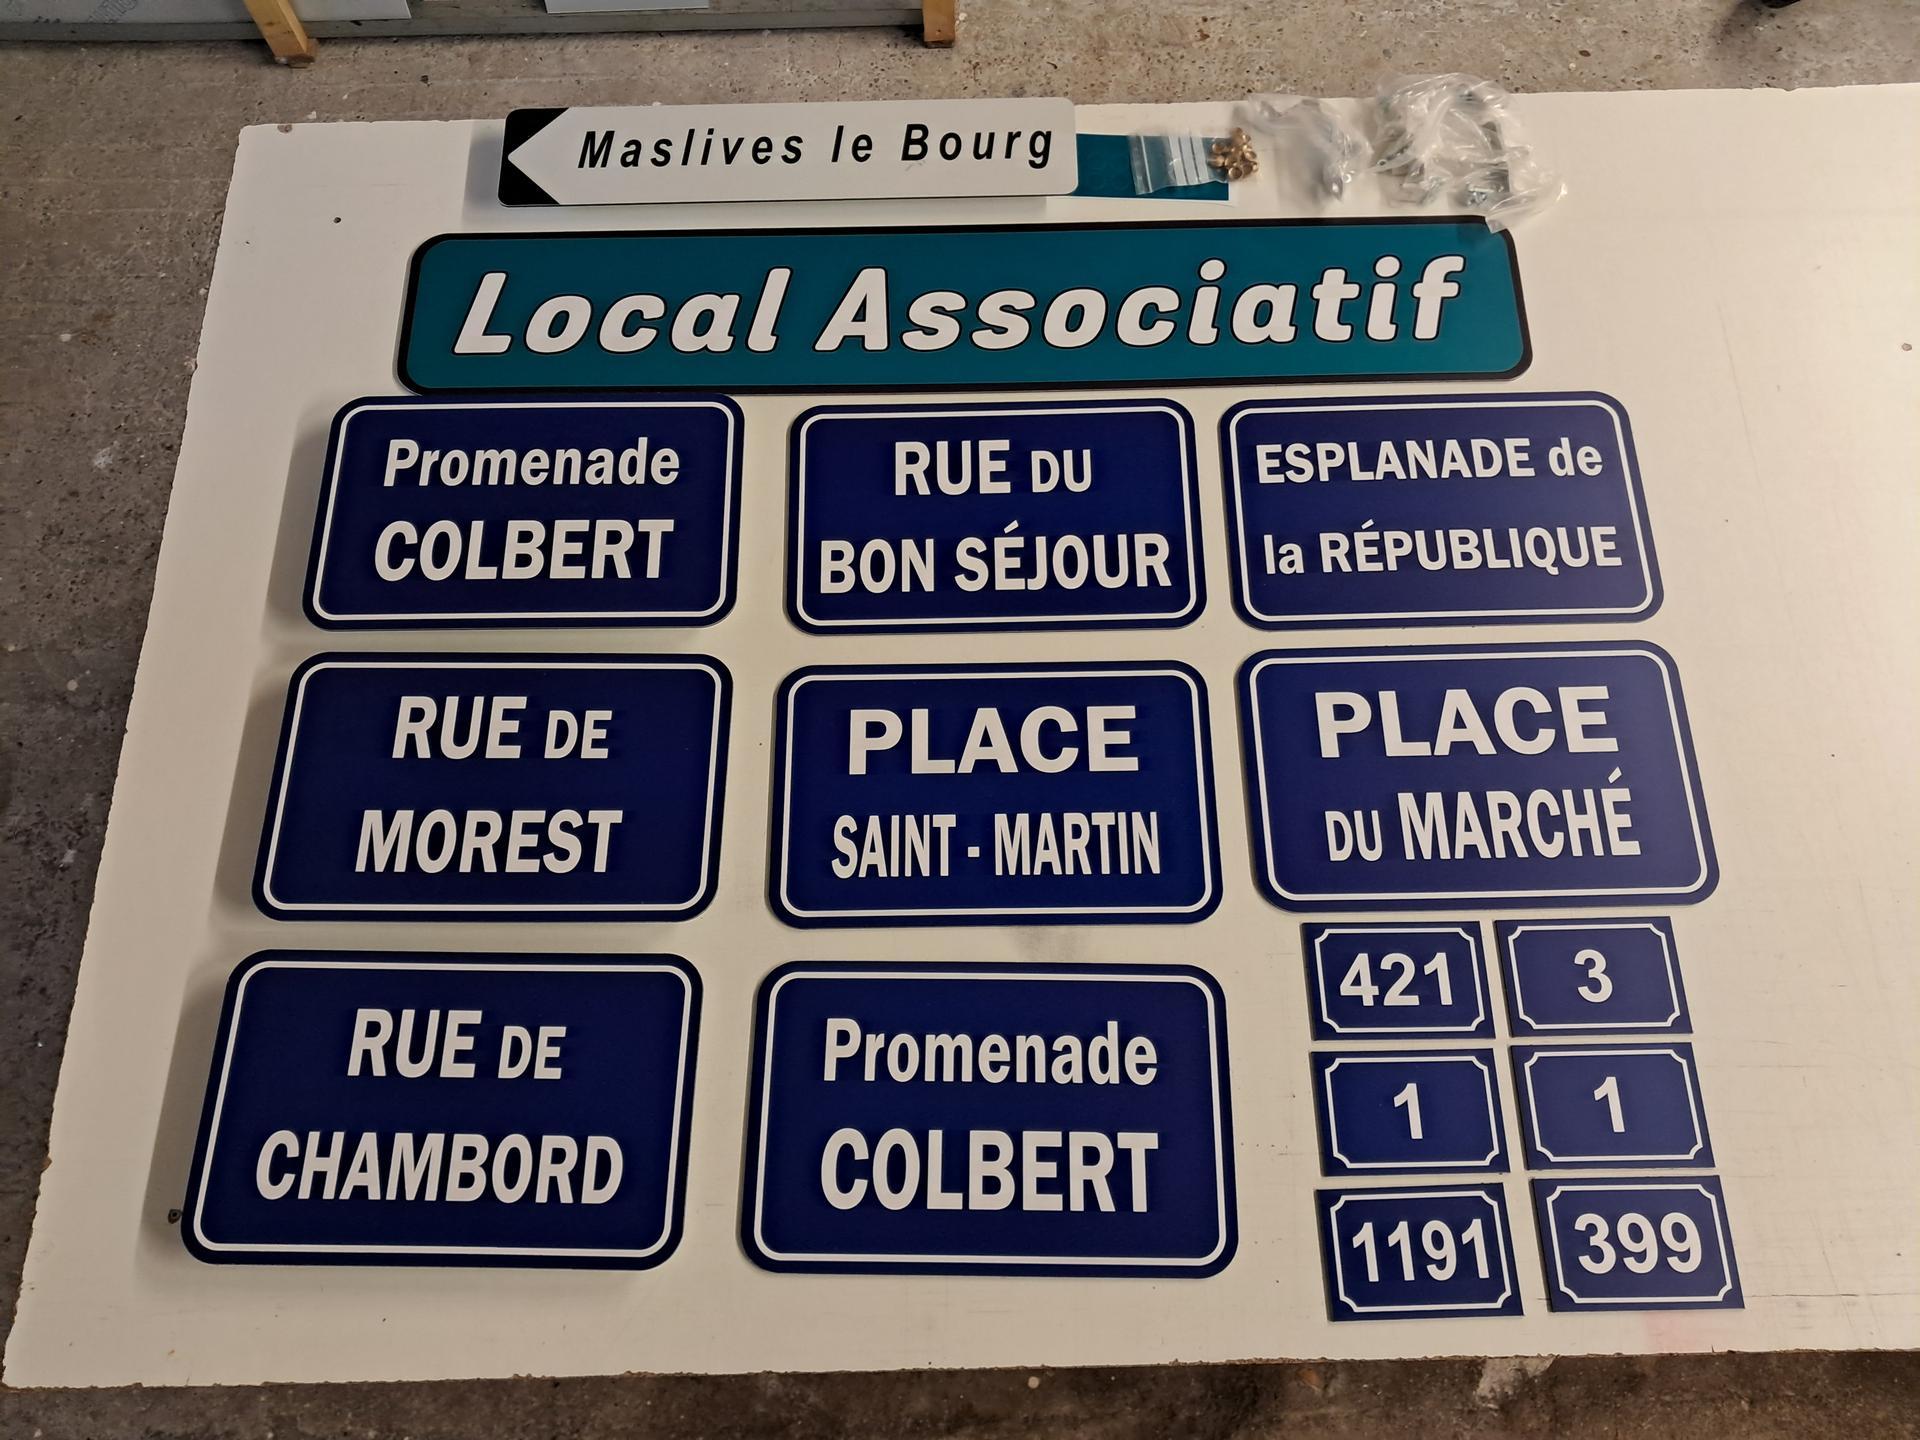 Maslives le Bourg
Local Associatif
Promenade
COLBERT
RUE DU
BON SÉJOUR
ESPLANADE de
la RÉPUBLIQUE
RUE DE
MOREST
PLACE
SAINT - MARTIN
PLACE
DU MARCHÉ
RUE DE
CHAMBORD
Promenade
COLBERT
421
3
1
1
1191
399